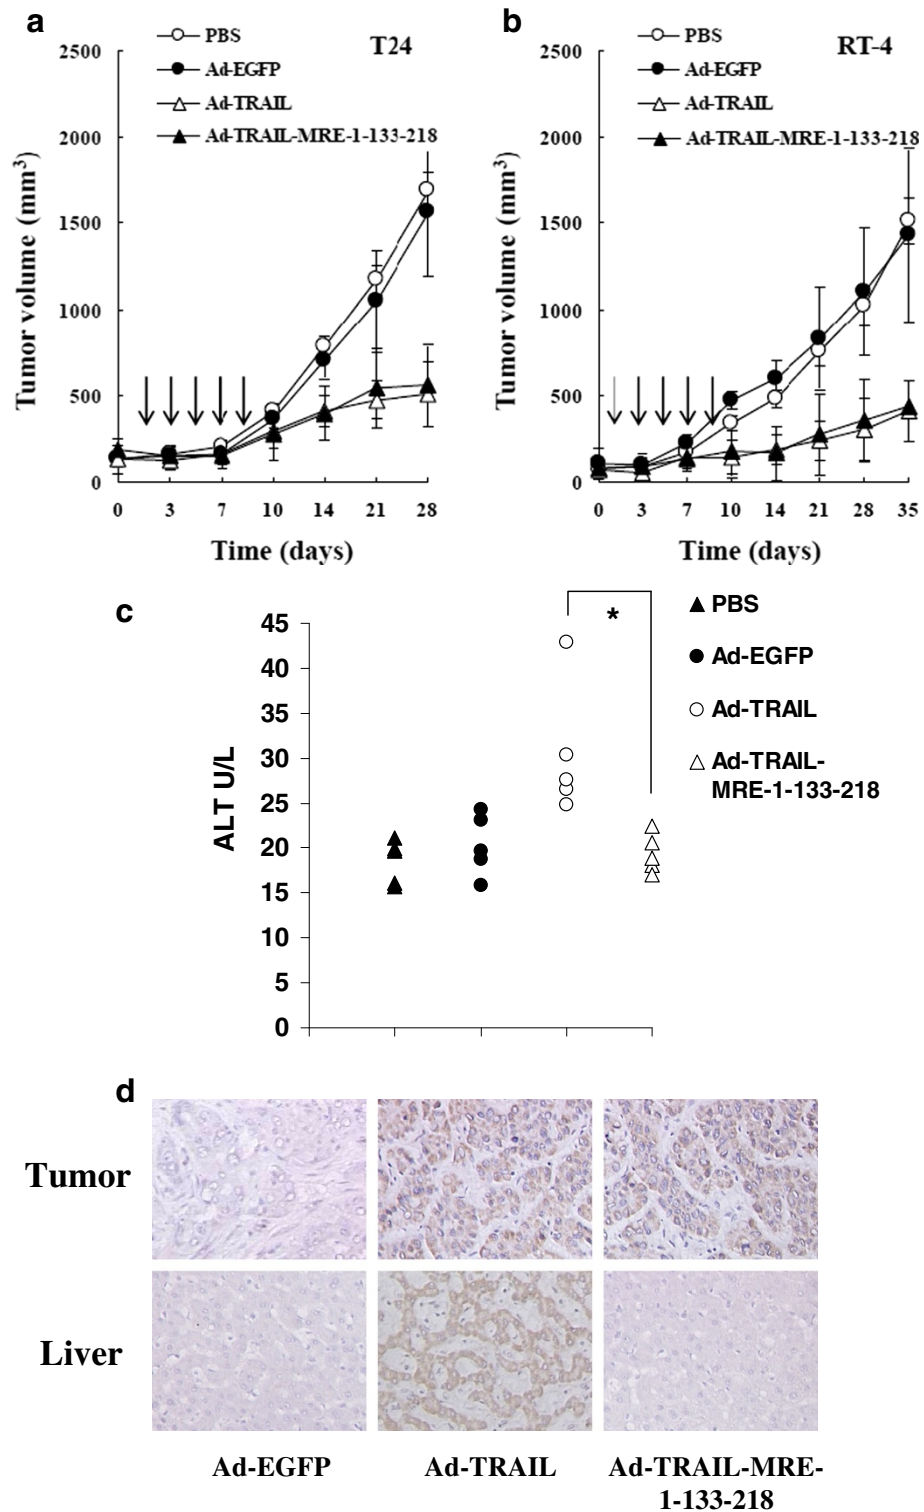 a
T24
PBS
Ad-EGFP
Ad-TRAIL
Ad-TRAIL-MRE-1-133-218
2500
2000
1500
1000
500
0
Tumor volume (mm³)
0 3 7 10 14 21 28
Time (days)
b
RT-4
PBS
Ad-EGFP
Ad-TRAIL
Ad-TRAIL-MRE-1-133-218
2500
2000
1500
1000
500
0
Tumor volume (mm³)
0 3 7 10 14 21 28 35
Time (days)
c
45
40
35
30
25
20
15
10
5
0
ALT U/L
*
PBS
Ad-EGFP
Ad-TRAIL
Ad-TRAIL-
MRE-1-133-218
d
Tumor
Liver
Ad-EGFP
Ad-TRAIL
Ad-TRAIL-MRE-
1-133-218